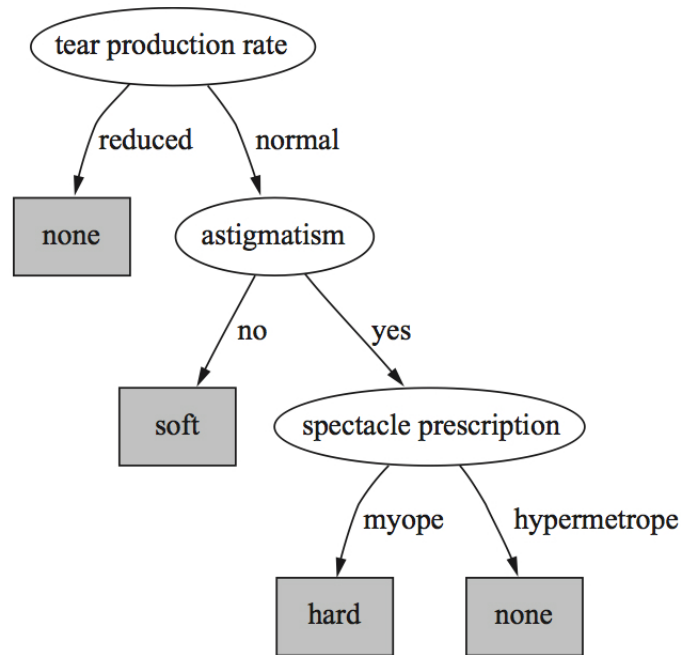 tear production rate
reduced
normal
none
astigmatism
no
yes
soft
spectacle prescription
myope
hypermetrope
hard
none